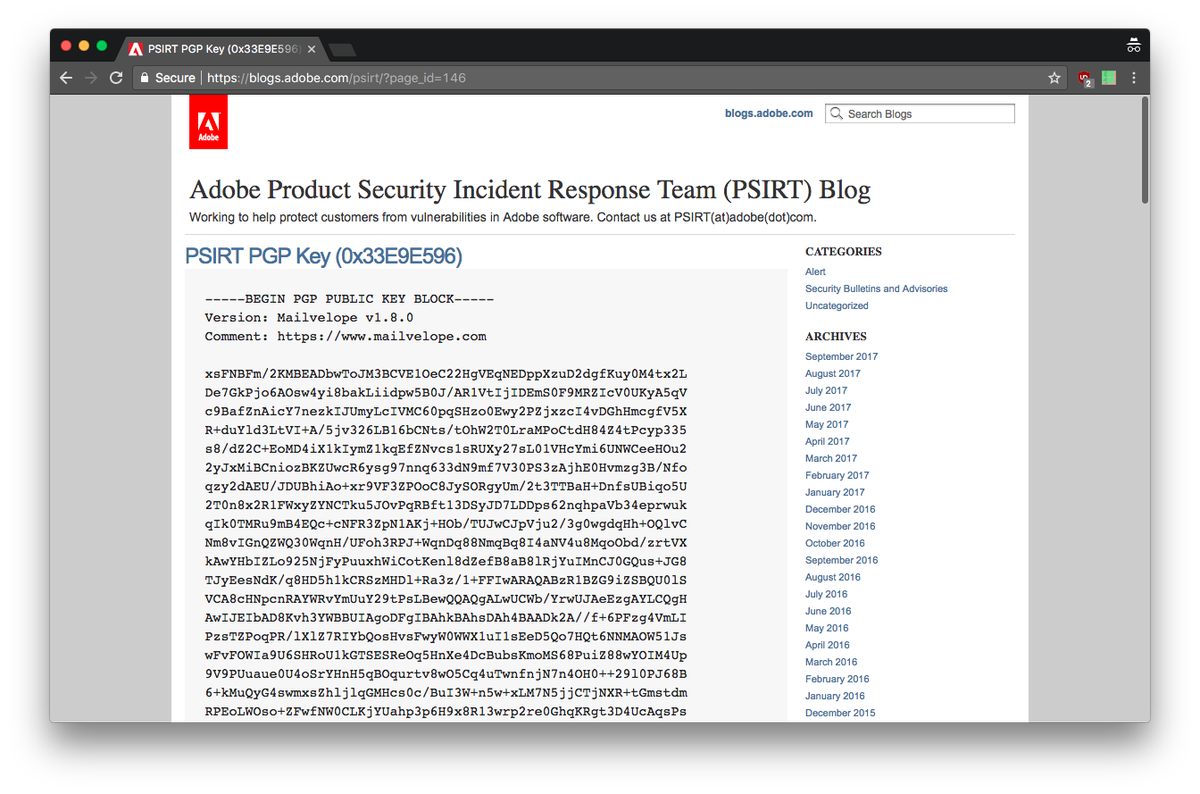 PSIRT PGP Key (0x33E9E596)
Secure | https://blogs.adobe.com/psirt/?page_id=146
2
Adobe
blogs.adobe.com
Search Blogs
Adobe Product Security Incident Response Team (PSIRT) Blog
Working to help protect customers from vulnerabilities in Adobe software. Contact us at PSIRT(at)adobe(dot)com.
PSIRT PGP Key (0x33E9E596)
-----BEGIN PGP PUBLIC KEY BLOCK-----
Version: Mailvelope v1.8.0
Comment: https://www.mailvelope.com
xsFNBFm/2KMBEADbwToJM3BCVE1OeC22HgVEqNEDppXzuD2dgfKuy0M4tx2L
De7GkPjo6AOsw4yi8bakLiidpw5B0J/AR1VtIjIDEmS0F9MRZIcV0UKyA5qV
c9BafZnAicY7nezkIJUmyLcIVMC60pqSHzo0Ewy2PZjxzcI4vDGhHmcgfV5X
R+duYld3LtVI+A/5jv326LB16bCNts/tOhW2T0LraMPoCtdH84Z4tPcyp335
s8/dZ2C+EoMD4iX1kIymZ1kqEfZNvcs1sRUXy27sL01VHcYmi6UNWCeeHOu2
2yJxMiBCniozBKZUwcR6ysg97nnq633dN9mf7V30PS3zAjhE0Hvmzg3B/Nfo
qzy2dAEU/JDUBhiAo+xr9VF3ZPOoC8JySORgyUm/2t3TTBaH+DnfsUBiqo5U
2T0n8x2R1FWxyZYNCTku5JOvPqRBft13DSyJD7LDDps62nqhpaVb34eprwuk
qIk0TMRu9mB4EQc+cNFR3ZpN1AKj+HOb/TUJwCJpVju2/3g0wgdqHh+OQlvC
Nm8vIGnQZWQ30WqnH/UFoh3RPJ+WqnDq88NmqBq8I4aNV4u8MqoObd/zrtVX
kAwYHbIZLo925NjFyPuuxhWiCotKenl8dZefB8aB8lRjYuIMnCJ0GQus+JG8
TJyEesNdK/q8HD5h1kCRSzMHDl+Ra3z/1+FFIwARAQABzR1BZG9iZSBQU0lS
VCA8cHNpcnRAYWRvYmUuY29tPsLBewQQAQgALwUCWb/YrwUJAeEzgAYLCQgH
AwIJEIbAD8Kvh3YWBBUIAgoDFgIBAhkBAhsDAh4BAADk2A//f+6PFzg4VmLI
PzsTZPoqPR/lXlZ7RIYbQosHvsFwyW0WWX1uI1sEeD5Qo7HQt6NNMAOW51Js
wFvFOWIa9U6SHRoU1kGTSESReOq5HnXe4DcBubsKmoMS68PuiZ88wYOIM4Up
9V9PUuaue0U4oSrYHnH5qBOqurtv8wO5Cq4uTwnfnjN7n4OH0++29l0PJ68B
6+kMuQyG4swmxsZhljlqGMHcs0c/BuI3W+n5w+xLM7N5jjCTjNXR+tGmstdm
RPEoLWOso+ZFwfNW0CLKjYUahp3p6H9x8R13wrp2re0GhqKRgt3D4UcAqsPs
CATEGORIES
Alert
Security Bulletins and Advisories
Uncategorized
ARCHIVES
September 2017
August 2017
July 2017
June 2017
May 2017
April 2017
March 2017
February 2017
January 2017
December 2016
November 2016
October 2016
September 2016
August 2016
July 2016
June 2016
May 2016
April 2016
March 2016
February 2016
January 2016
December 2015